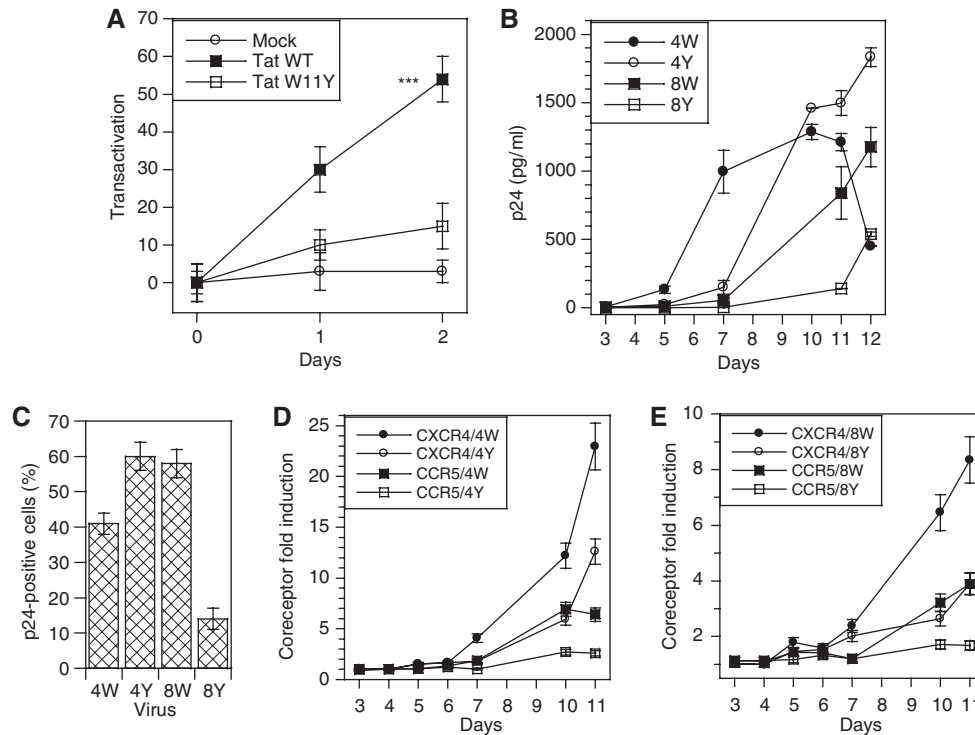 A
Transactivation
70
60
50
40
30
20
10
0
Mock
Tat WT
Tat W11Y
***
0 1 2
Days
B
p24 (pg/ml)
2000
1500
1000
500
0
4W
4Y
8W
8Y
3 4 5 6 7 8 9 10 11 12
Days
C
p24-positive cells (%)
70
60
50
40
30
20
10
0
4W 4Y 8W 8Y
Virus
D
Coreceptor fold induction
25
20
15
10
5
0
CXCR4/4W
CXCR4/4Y
CCR5/4W
CCR5/4Y
3 4 5 6 7 8 9 10 11
Days
E
Coreceptor fold induction
10
8
6
4
2
CXCR4/8W
CXCR4/8Y
CCR5/8W
CCR5/8Y
3 4 5 6 7 8 9 10 11
Days